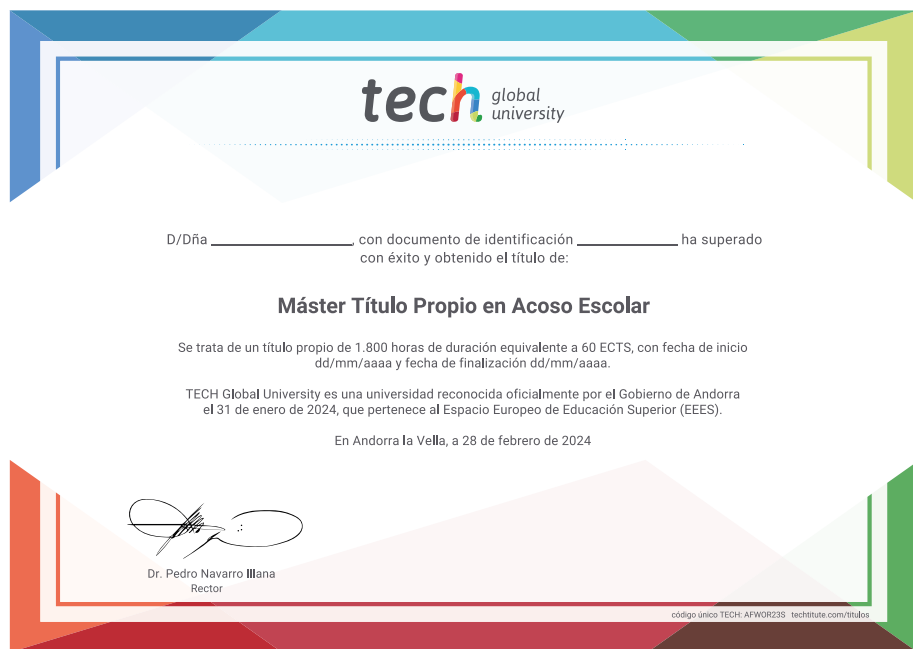 tech global
university
D/Dña ____________________, con documento de identificación ______________ ha superado
con éxito y obtenido el título de:
Máster Título Propio en Acoso Escolar
Se trata de un título propio de 1.800 horas de duración equivalente a 60 ECTS, con fecha de inicio
dd/mm/aaaa y fecha de finalización dd/mm/aaaa.
TECH Global University es una universidad reconocida oficialmente por el Gobierno de Andorra
el 31 de enero de 2024, que pertenece al Espacio Europeo de Educación Superior (EEES).
En Andorra la Vella, a 28 de febrero de 2024
Dr. Pedro Navarro Illana
Rector
código único TECH: AFWOR23S techtitute.com/titulos